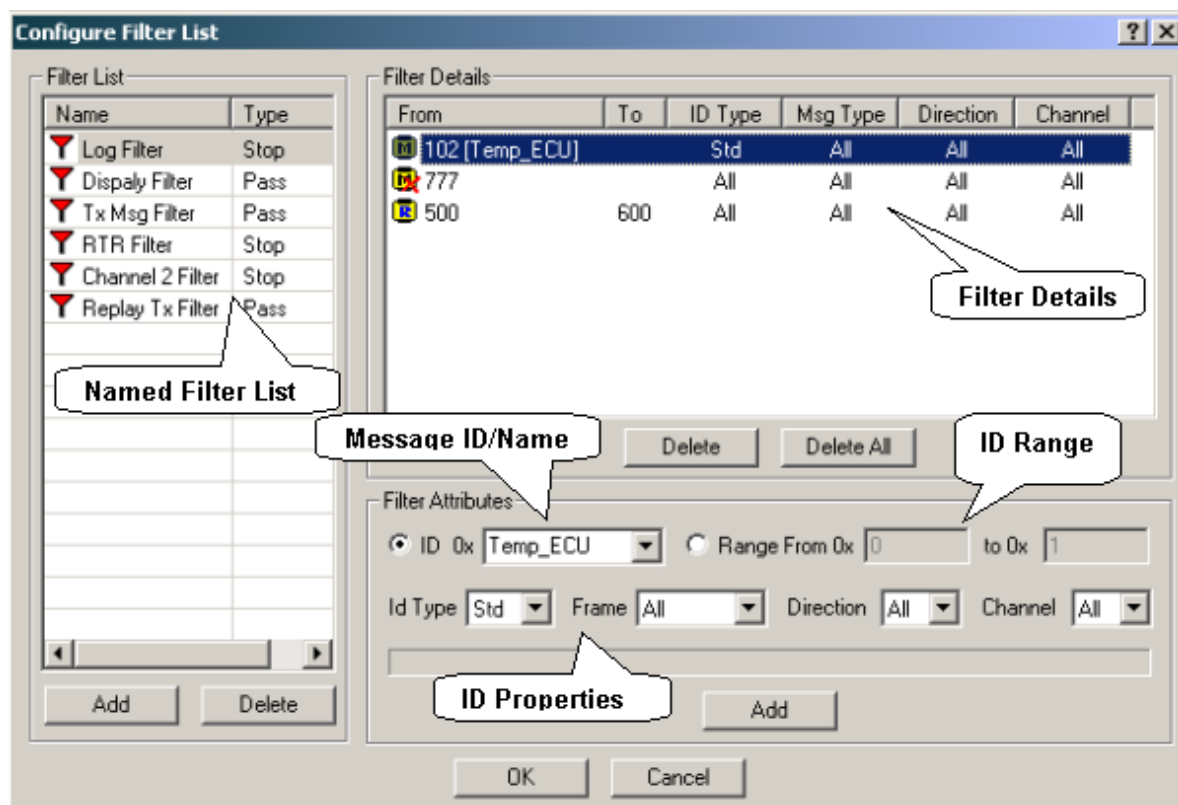 Configure Filter List
Filter List
Name Type
Log Filter Stop
Dispaly Filter Pass
Tx Msg Filter Pass
RTR Filter Stop
Channel 2 Filter Stop
Replay Tx Filter Pass
Named Filter List
Add Delete
Filter Details
From To ID Type Msg Type Direction Channel
M 102 [Temp_ECU] Std All All All
M 777 All All All All
R 500 600 All All All All
Filter Details
Message ID/Name
Delete Delete All
ID Range
Filter Attributes
ID 0x Temp_ECU Range From 0x 0 to 0x 1
Id Type Std Frame All Direction All Channel All
ID Properties
Add
OK Cancel